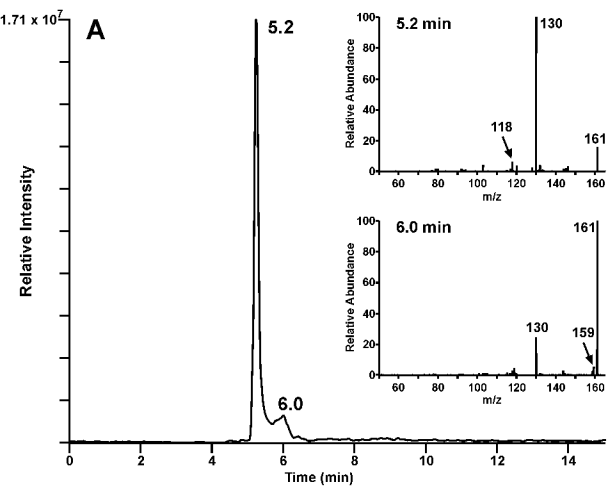 1.71 x 10^7
A
5.2
6.0
Relative Intensity
0 2 4 6 8 10 12 14
Time (min)
5.2 min
130
118
161
Relative Abundance
100
80
60
40
20
0
60 80 100 120 140 160
m/z
6.0 min
161
130
159
Relative Abundance
100
80
60
40
20
0
60 80 100 120 140 160
m/z